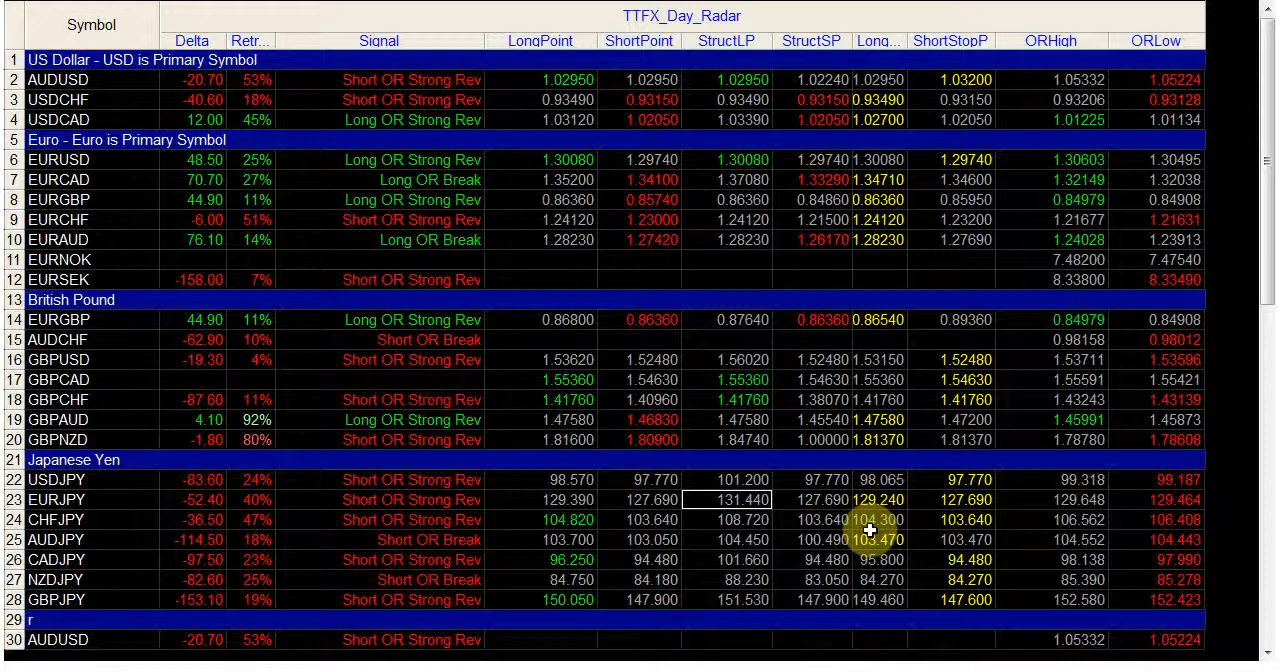 TTFX_Day_Radar
Symbol
Delta Retr... Signal LongPoint ShortPoint StructLP StructSP Long... ShortStopP ORHigh ORLow
1 US Dollar - USD is Primary Symbol
2 AUDUSD -20.70 53% Short OR Strong Rev 1.02950 1.02950 1.02950 1.02240 1.02950 1.03200 1.05332 1.05224
3 USDCHF -40.60 18% Short OR Strong Rev 0.93490 0.93150 0.93490 0.93150 0.93490 0.93150 0.93206 0.93128
4 USDCAD 12.00 45% Long OR Strong Rev 1.03120 1.02050 1.03390 1.02050 1.02700 1.02050 1.01225 1.01134
5 Euro - Euro is Primary Symbol
6 EURUSD 48.50 25% Long OR Strong Rev 1.30080 1.29740 1.30080 1.29740 1.30080 1.29740 1.30603 1.30495
7 EURCAD 70.70 27% Long OR Break 1.35200 1.34100 1.37080 1.33290 1.34710 1.34600 1.32149 1.32038
8 EURGBP 44.90 11% Long OR Strong Rev 0.86360 0.85740 0.86360 0.84860 0.86360 0.85950 0.84979 0.84908
9 EURCHF -6.00 51% Short OR Strong Rev 1.24120 1.23000 1.24120 1.21500 1.24120 1.23200 1.21677 1.21631
10 EURAUD 76.10 14% Long OR Break 1.28230 1.27420 1.28230 1.26170 1.28230 1.27690 1.24028 1.23913
11 EURNOK 7.48200 7.47540
12 EURSEK -158.00 7% Short OR Strong Rev 8.33800 8.33490
13 British Pound
14 EURGBP 44.90 11% Long OR Strong Rev 0.86800 0.86360 0.87640 0.86360 0.86540 0.89360 0.84979 0.84908
15 AUDCHF -62.90 10% Short OR Break 0.98158 0.98012
16 GBPUSD -19.30 4% Short OR Strong Rev 1.53620 1.52480 1.56020 1.52480 1.53150 1.52480 1.53711 1.53596
17 GBPCAD 1.55360 1.54630 1.55360 1.54630 1.55360 1.54630 1.55591 1.55421
18 GBPCHF -87.60 11% Short OR Strong Rev 1.41760 1.40960 1.41760 1.38070 1.41760 1.41760 1.43243 1.43139
19 GBPAUD 4.10 92% Long OR Strong Rev 1.47580 1.46830 1.47580 1.45540 1.47580 1.47200 1.45991 1.45873
20 GBPNZD -1.80 80% Short OR Strong Rev 1.81600 1.80900 1.84740 1.00000 1.81370 1.81370 1.78780 1.78608
21 Japanese Yen
22 USDJPY -83.60 24% Short OR Strong Rev 98.570 97.770 101.200 97.770 98.065 97.770 99.318 99.187
23 EURJPY -52.40 40% Short OR Strong Rev 129.390 127.690 131.440 127.690 129.240 127.690 129.648 129.464
24 CHFJPY -36.50 47% Short OR Strong Rev 104.820 103.640 108.720 103.640 104.300 103.640 106.562 106.408
25 AUDJPY -114.50 18% Short OR Break 103.700 103.050 104.450 100.490 103.470 103.470 104.552 104.443
26 CADJPY -97.50 23% Short OR Strong Rev 96.250 94.480 101.660 94.480 95.800 94.480 98.138 97.990
27 NZDJPY -82.60 25% Short OR Break 84.750 84.180 88.230 83.050 84.270 84.270 85.390 85.278
28 GBPJPY -153.10 19% Short OR Strong Rev 150.050 147.900 151.530 147.900 149.460 147.600 152.580 152.423
29 r
30 AUDUSD -20.70 53% Short OR Strong Rev 1.05332 1.05224